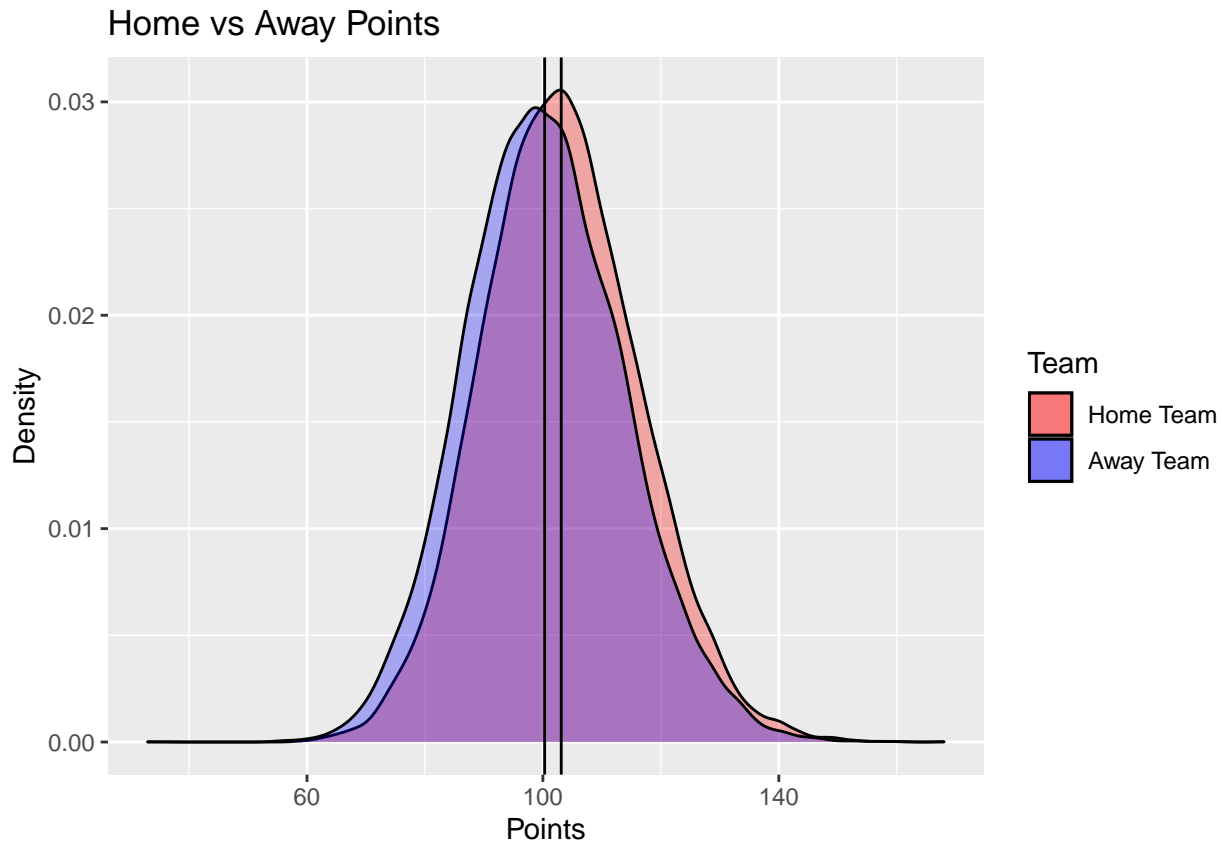 Home vs Away Points
0.03
0.02
0.01
0.00
Density
60 100 140
Points
Team
Home Team
Away Team